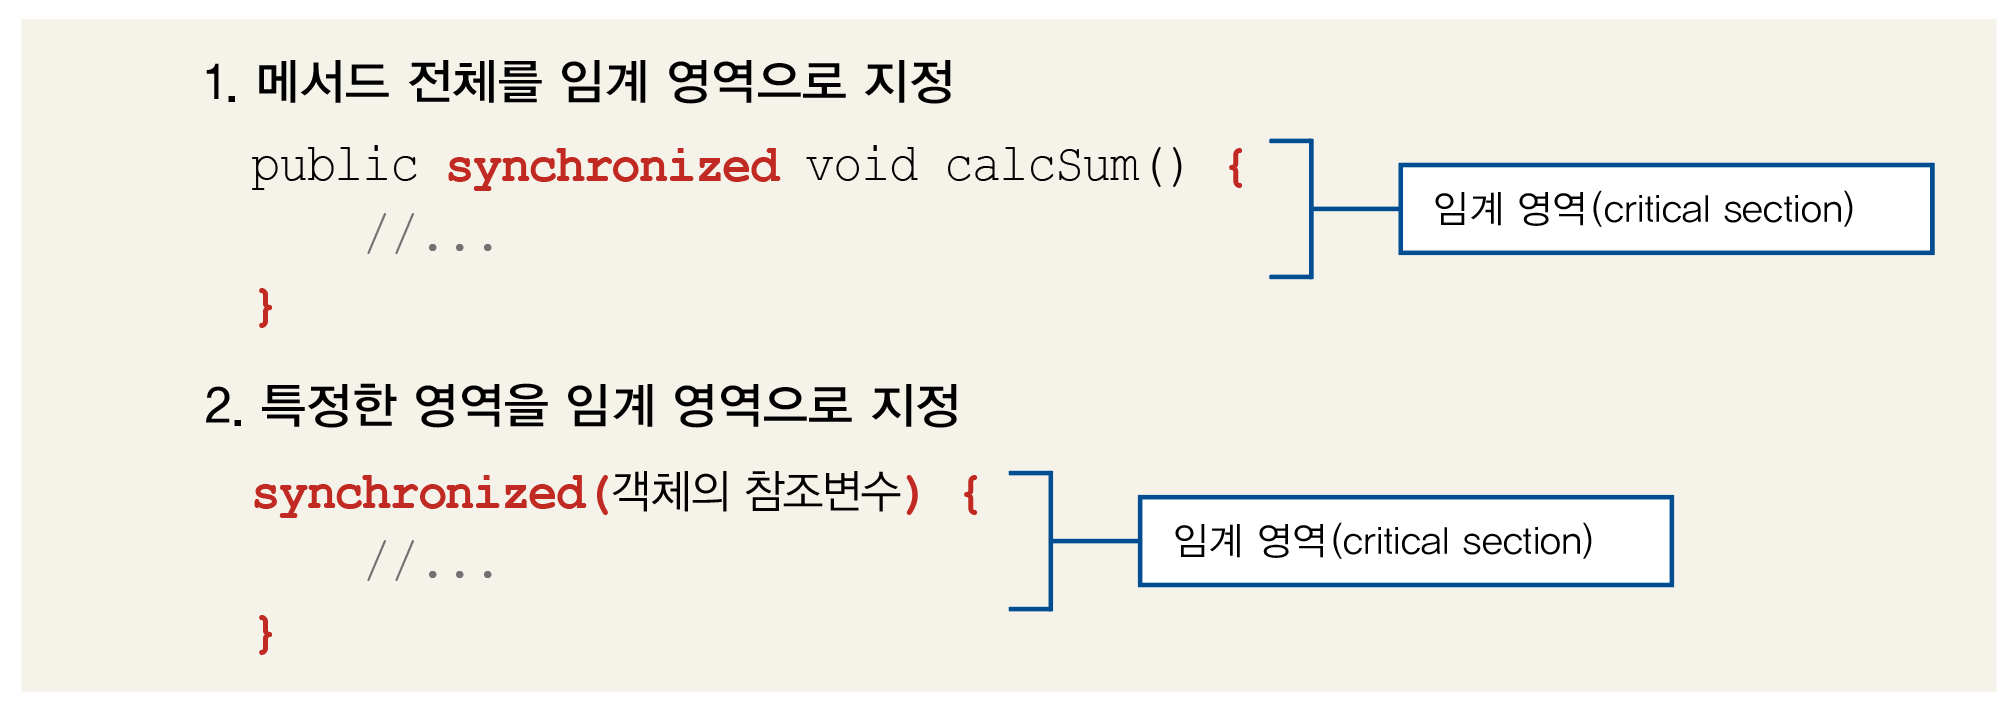 1. 메서드 전체를 임계 영역으로 지정
public synchronized void calcSum() {
임계 영역(critical section)
//...
}
2. 특정한 영역을 임계 영역으로 지정
synchronized(객체의 참조변수) {
임계 영역(critical section)
//...
}